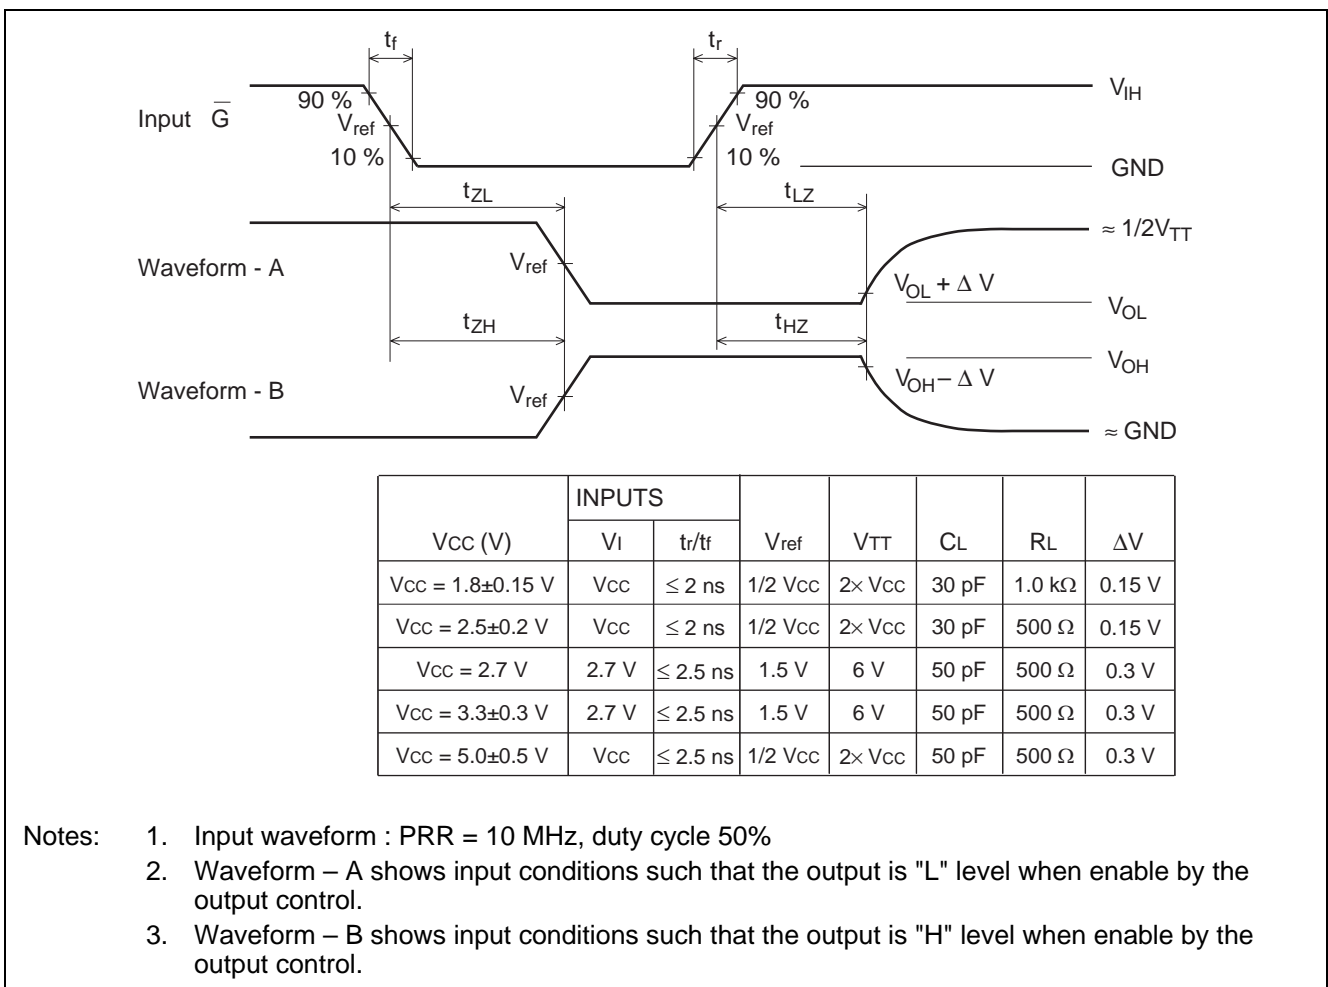 tf tr
90 % 90 % VIH
Input G̅ Vref Vref
10 % 10 % GND
tZL tLZ
≈ 1/2VTT
Waveform - A Vref VOL + Δ V
VOL
tZH tHZ
VOH
VOH − Δ V
Waveform - B Vref
≈ GND
INPUTS
VCC (V) VI tr/tf Vref VTT CL RL ΔV
VCC = 1.8±0.15 V VCC ≤ 2 ns 1/2 VCC 2× VCC 30 pF 1.0 kΩ 0.15 V
VCC = 2.5±0.2 V VCC ≤ 2 ns 1/2 VCC 2× VCC 30 pF 500 Ω 0.15 V
VCC = 2.7 V 2.7 V ≤ 2.5 ns 1.5 V 6 V 50 pF 500 Ω 0.3 V
VCC = 3.3±0.3 V 2.7 V ≤ 2.5 ns 1.5 V 6 V 50 pF 500 Ω 0.3 V
VCC = 5.0±0.5 V VCC ≤ 2.5 ns 1/2 VCC 2× VCC 50 pF 500 Ω 0.3 V
Notes: 1. Input waveform : PRR = 10 MHz, duty cycle 50%
2. Waveform – A shows input conditions such that the output is "L" level when enable by the
output control.
3. Waveform – B shows input conditions such that the output is "H" level when enable by the
output control.